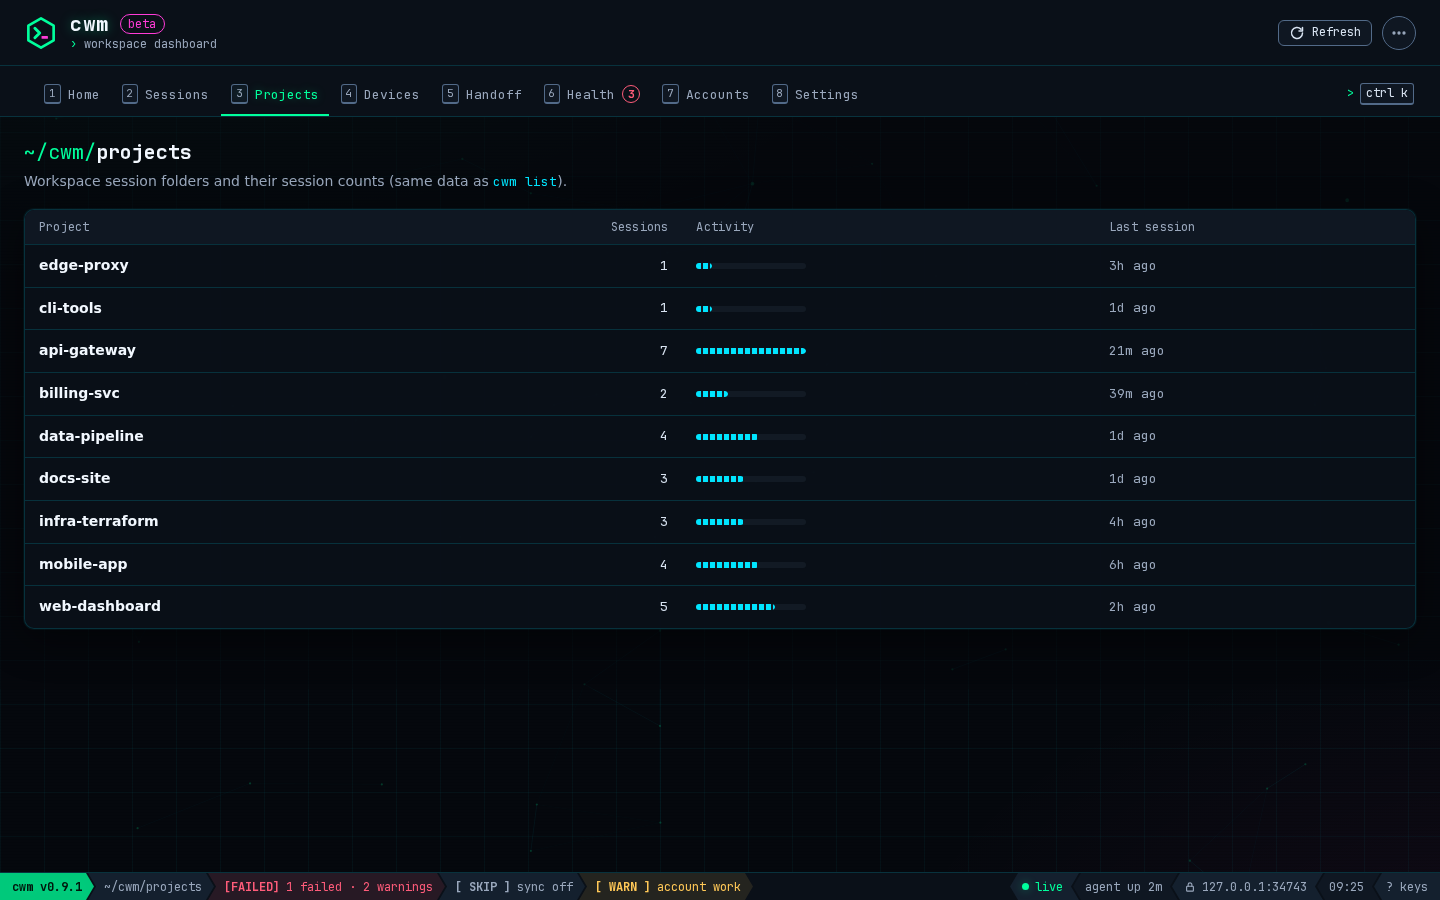 cwm beta
› workspace dashboard
Refresh
1 Home 2 Sessions 3 Projects 4 Devices 5 Handoff 6 Health 3 7 Accounts 8 Settings
> ctrl k
~/cwm/projects
Workspace session folders and their session counts (same data as cwm list).
Project Sessions Activity Last session
edge-proxy 1 3h ago
cli-tools 1 1d ago
api-gateway 7 21m ago
billing-svc 2 39m ago
data-pipeline 4 1d ago
docs-site 3 1d ago
infra-terraform 3 4h ago
mobile-app 4 6h ago
web-dashboard 5 2h ago
cwm v0.9.1 ~/cwm/projects [FAILED] 1 failed · 2 warnings [ SKIP ] sync off [ WARN ] account work live agent up 2m 127.0.0.1:34743 09:25 ? keys